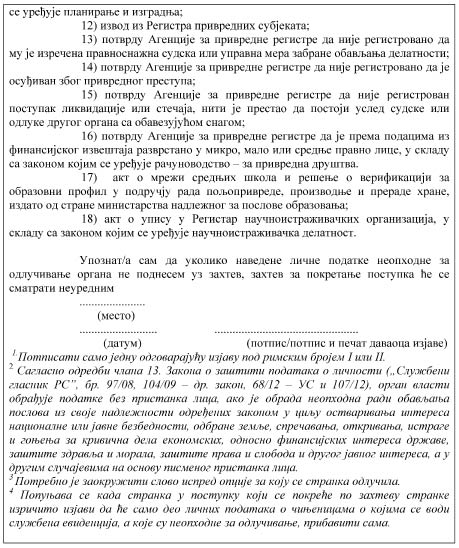 се уређује планирање и изградња;
12) извод из Регистра привредних субјеката;
13) потврду Агенције за привредне регистре да није регистровано да
му је изречена правноснажна судска или управна мера забране обављања делатности;
14) потврду Агенције за привредне регистре да није регистровано да је
осуђиван због привредног преступа;
15) потврду Агенције за привредне регистре да није регистрован
поступак ликвидације или стечаја, нити је престао да постоји услед судске или
одлуке другог органа са обавезујућом снагом;
16) потврду Агенције за привредне регистре да је према подацима из
финансијског извештаја разврстано у микро, мало или средње правно лице, у складу
са законом којим се уређује рачуноводство – за привредна друштва.
17) акт о мрежи средњих школа и решење о верификацији за
образовни профил у подручју рада пољопривреде, производње и прераде хране,
издато од стране министарства надлежног за послове образовања;
18) акт о упису у Регистар научноистраживачких организација, у
складу са законом којим се уређује научноистраживачка делатност.
Упознат/а сам да уколико наведене личне податке неопходне за
одлучивање органа не поднесем уз захтев, захтев за покретање поступка ће се
сматрати неуредним
......................
(место)
.......................... ................................................
(датум) (потпис/потпис и печат даваоца изјаве)
1 Потписати само једну одговарајућу изјаву под римским бројем I или II.
2 Сагласно одредби члана 13. Закона о заштити података о личности („Службени
гласник РС”, бр. 97/08, 104/09 – др. закон, 68/12 – УС и 107/12), орган власти
обрађује податке без пристанка лица, ако је обрада неопходна ради обављања
послова из своје надлежности одређених законом у циљу остваривања интереса
националне или јавне безбедности, одбране земље, спречавања, откривања, истраге
и гоњења за кривична дела економских, односно финансијских интереса државе,
заштите здравља и морала, заштите права и слобода и другог јавног интереса, а у
другим случајевима на основу писменог пристанка лица.
3 Потребно је заокружити слово испред опције за коју се странка одлучила.
4 Попуњава се када странка у поступку који се покреће по захтеву странке
изричито изјави да ће само део личних података о чињеницама о којима се води
службена евиденција, а које су неопходне за одлучивање, прибавити сама.